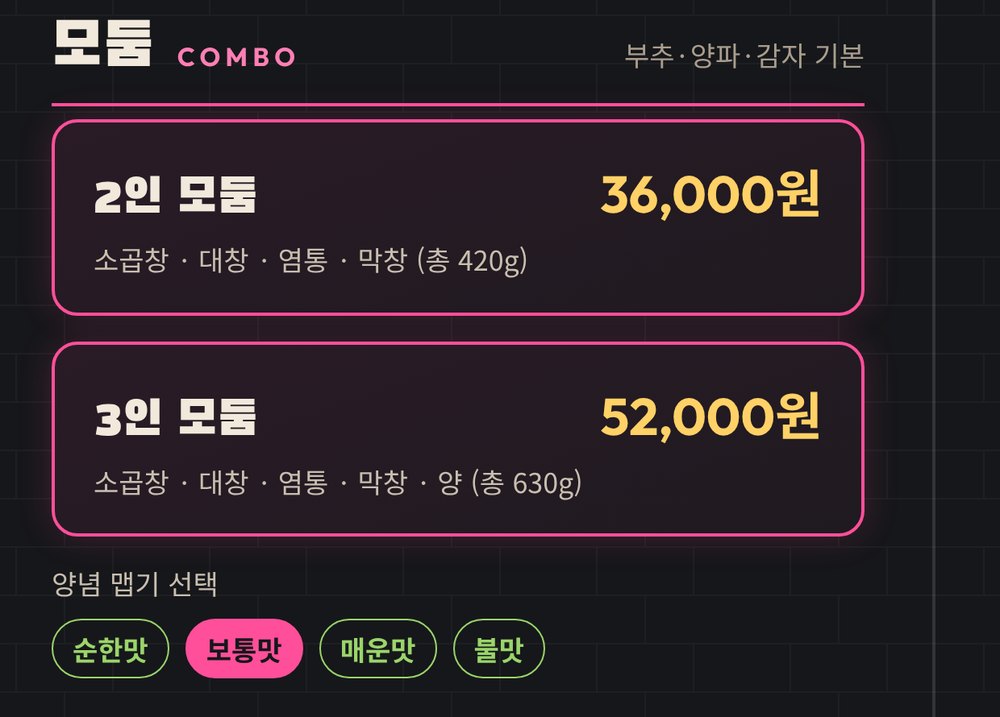 모둠 COMBO 부추·양파·감자 기본
2인 모둠 36,000원
소곱창 · 대창 · 염통 · 막창 (총 420g)
3인 모둠 52,000원
소곱창 · 대창 · 염통 · 막창 · 양 (총 630g)
양념 맵기 선택
순한맛 보통맛 매운맛 불맛